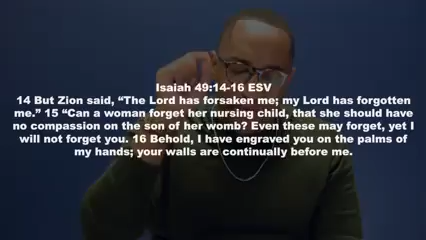 Isaiah 49:14-16 ESV
14 But Zion said, “The Lord has forsaken me; my Lord has forgotten
me.” 15 “Can a woman forget her nursing child, that she should have
no compassion on the son of her womb? Even these may forget, yet I
will not forget you. 16 Behold, I have engraved you on the palms of
my hands; your walls are continually before me.